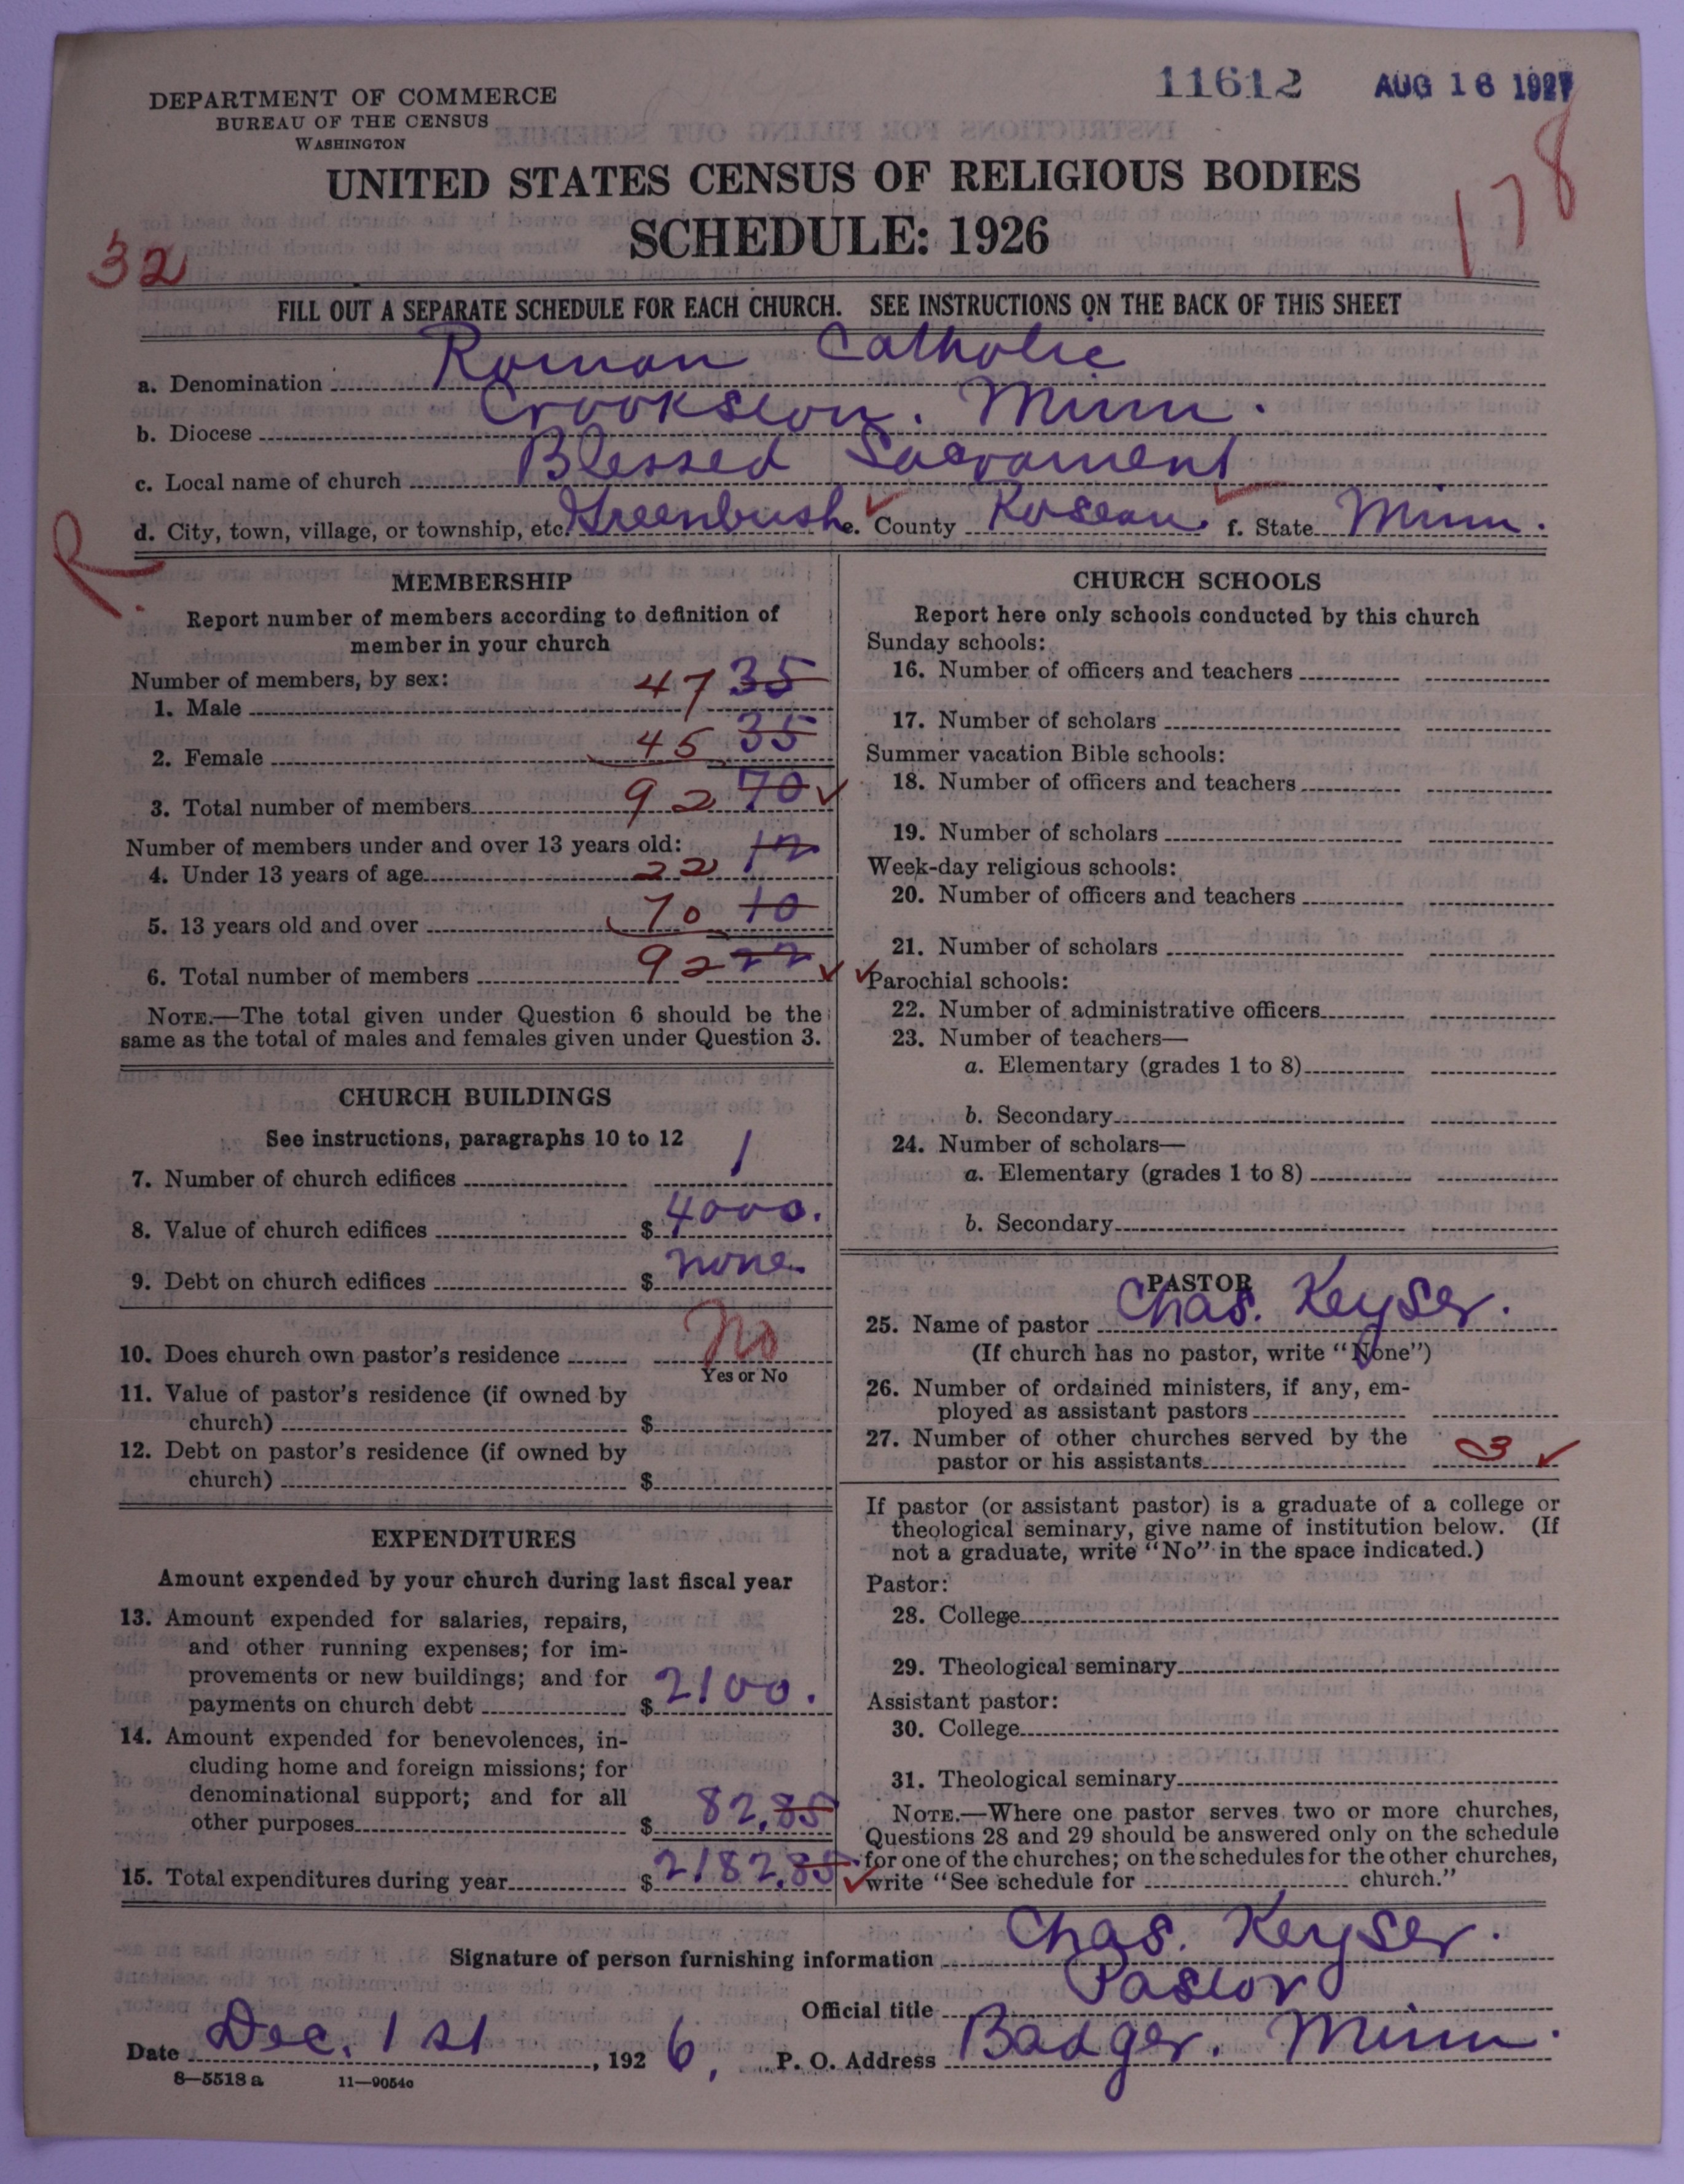 11612 AUG 16 1927
DEPARTMENT OF COMMERCE
BUREAU OF THE CENSUS
WASHINGTON
UNITED STATES CENSUS OF RELIGIOUS BODIES
SCHEDULE: 1926
178
32
FILL OUT A SEPARATE SCHEDULE FOR EACH CHURCH. SEE INSTRUCTIONS ON THE BACK OF THIS SHEET
a. Denomination Roman Catholic
b. Diocese Crookston. Minn.
c. Local name of church Blessed Sacrament
d. City, town, village, or township, etc. Greenbush e. County Roseau f. State Minn.
R.
MEMBERSHIP
Report number of members according to definition of
member in your church
Number of members, by sex:
1. Male 47 35
2. Female 45 35
3. Total number of members 92 70
Number of members under and over 13 years old:
4. Under 13 years of age 22 12
5. 13 years old and over 70 10
6. Total number of members 92 22
NOTE.—The total given under Question 6 should be the
same as the total of males and females given under Question 3.
CHURCH BUILDINGS
See instructions, paragraphs 10 to 12
7. Number of church edifices 1
8. Value of church edifices $ 4000.
9. Debt on church edifices $ none
10. Does church own pastor's residence No
Yes or No
11. Value of pastor's residence (if owned by
church) $
12. Debt on pastor's residence (if owned by
church) $
EXPENDITURES
Amount expended by your church during last fiscal year
13. Amount expended for salaries, repairs,
and other running expenses; for im-
provements or new buildings; and for
payments on church debt $ 2100.
14. Amount expended for benevolences, in-
cluding home and foreign missions; for
denominational support; and for all
other purposes $ 82.85
15. Total expenditures during year $ 2182.85
CHURCH SCHOOLS
Report here only schools conducted by this church
Sunday schools:
16. Number of officers and teachers
17. Number of scholars
Summer vacation Bible schools:
18. Number of officers and teachers
19. Number of scholars
Week-day religious schools:
20. Number of officers and teachers
21. Number of scholars
Parochial schools:
22. Number of administrative officers
23. Number of teachers—
a. Elementary (grades 1 to 8)
b. Secondary
24. Number of scholars—
a. Elementary (grades 1 to 8)
b. Secondary
PASTOR
25. Name of pastor Chas. Keyser.
(If church has no pastor, write "None")
26. Number of ordained ministers, if any, em-
ployed as assistant pastors
27. Number of other churches served by the
pastor or his assistants 3
If pastor (or assistant pastor) is a graduate of a college or
theological seminary, give name of institution below. (If
not a graduate, write "No" in the space indicated.)
Pastor:
28. College
29. Theological seminary
Assistant pastor:
30. College
31. Theological seminary
NOTE.—Where one pastor serves two or more churches,
Questions 28 and 29 should be answered only on the schedule
for one of the churches; on the schedules for the other churches,
write "See schedule for church."
Signature of person furnishing information Chas. Keyser.
Official title Pastor
Date Dec. 1st, 1926, P. O. Address Badger. Minn.
8—5518 a 11—9054c